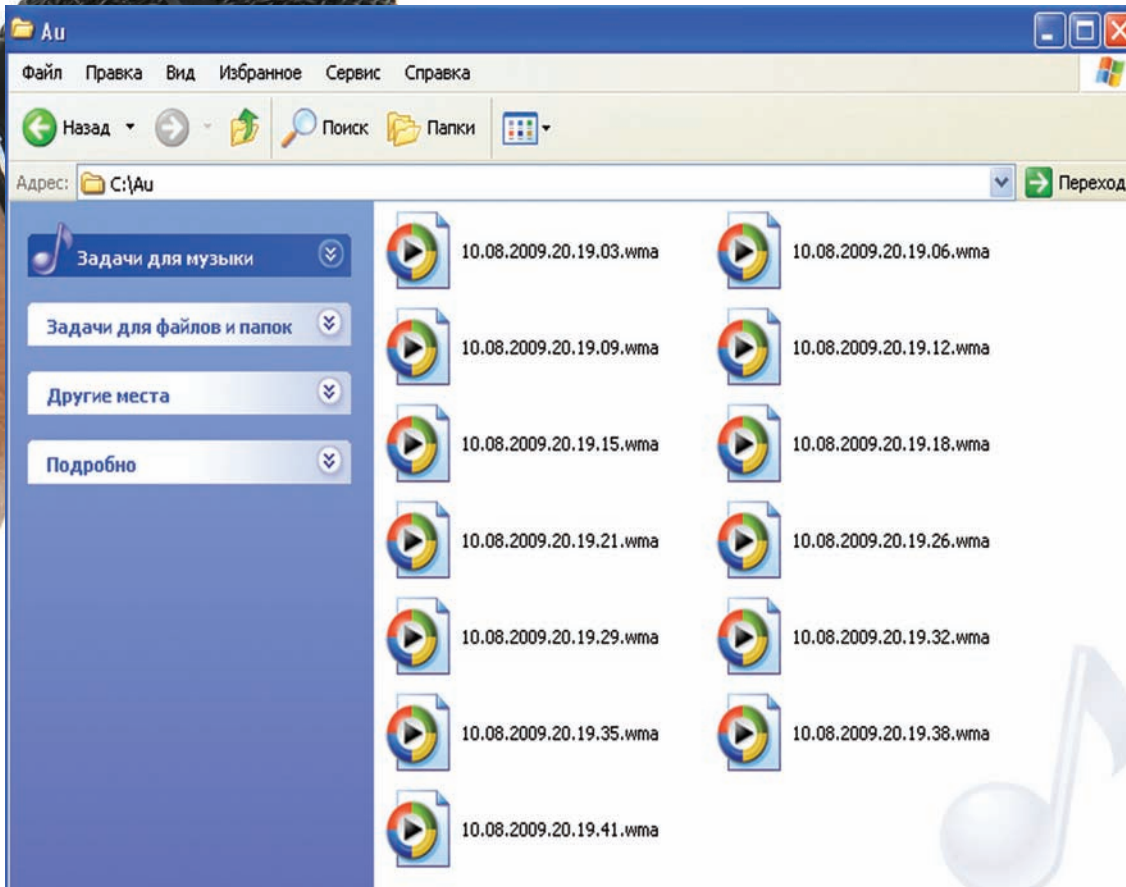 Au
Файл Правка Вид Избранное Сервис Справка
Назад Поиск Папки
Адрес: C:\Au Переход
Задачи для музыки
Задачи для файлов и папок
Другие места
Подробно
10.08.2009.20.19.03.wma 10.08.2009.20.19.06.wma
10.08.2009.20.19.09.wma 10.08.2009.20.19.12.wma
10.08.2009.20.19.15.wma 10.08.2009.20.19.18.wma
10.08.2009.20.19.21.wma 10.08.2009.20.19.26.wma
10.08.2009.20.19.29.wma 10.08.2009.20.19.32.wma
10.08.2009.20.19.35.wma 10.08.2009.20.19.38.wma
10.08.2009.20.19.41.wma